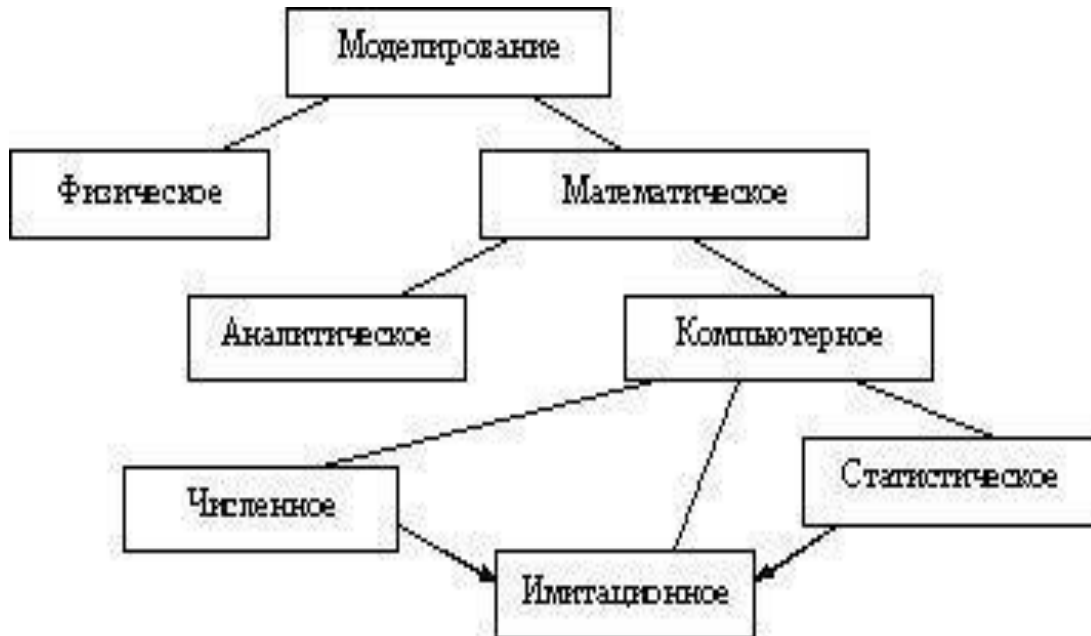 Моделирование
Физическое
Математическое
Аналитическое
Компьютерное
Численное
Статистическое
Имитационное